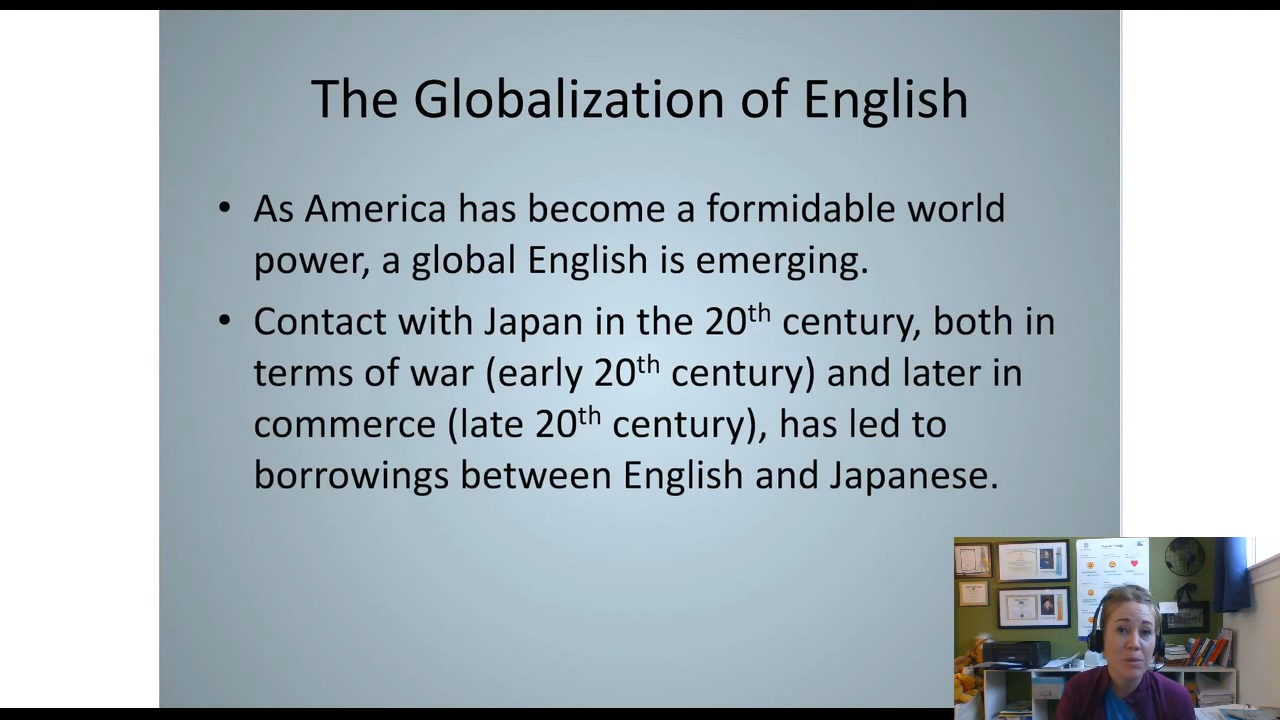 The Globalization of English
• As America has become a formidable world
power, a global English is emerging.
• Contact with Japan in the 20th century, both in
terms of war (early 20th century) and later in
commerce (late 20th century), has led to
borrowings between English and Japanese.